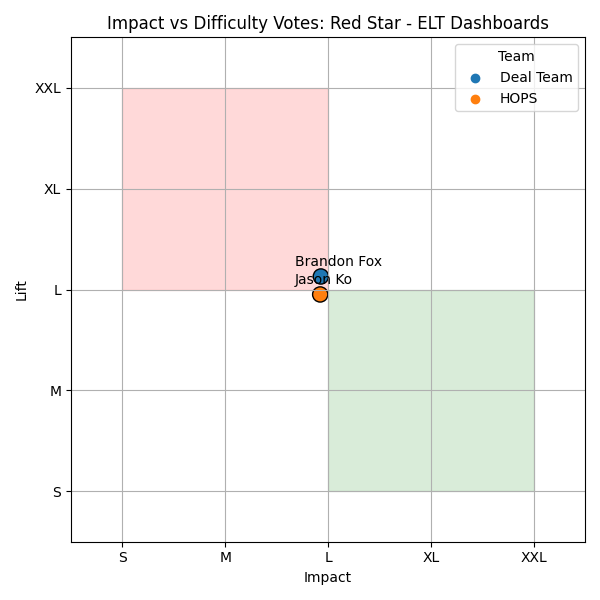 Impact vs Difficulty Votes: Red Star - ELT Dashboards
Team
Deal Team
HOPS
XXL
XL
L
M
S
Lift
Brandon Fox
Jason Ko
S
M
L
XL
XXL
Impact